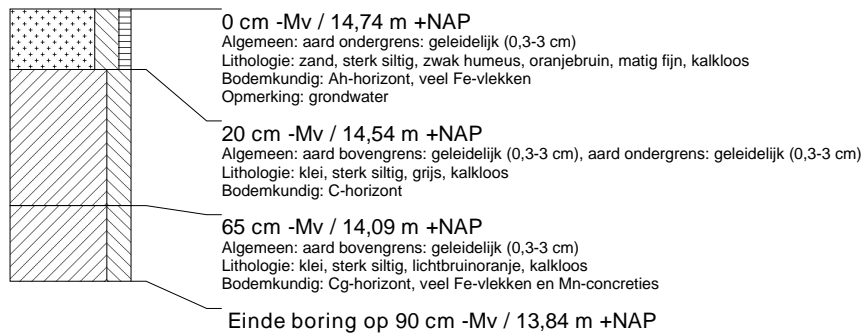 0 cm -Mv / 14,74 m +NAP
Algemeen: aard ondergrens: geleidelijk (0,3-3 cm)
Lithologie: zand, sterk siltig, zwak humeus, oranjebruin, matig fijn, kalkloos
Bodemkundig: Ah-horizont, veel Fe-vlekken
Opmerking: grondwater
20 cm -Mv / 14,54 m +NAP
Algemeen: aard bovengrens: geleidelijk (0,3-3 cm), aard ondergrens: geleidelijk (0,3-3 cm)
Lithologie: klei, sterk siltig, grijs, kalkloos
Bodemkundig: C-horizont
65 cm -Mv / 14,09 m +NAP
Algemeen: aard bovengrens: geleidelijk (0,3-3 cm)
Lithologie: klei, sterk siltig, lichtbruinoranje, kalkloos
Bodemkundig: Cg-horizont, veel Fe-vlekken en Mn-concreties
Einde boring op 90 cm -Mv / 13,84 m +NAP